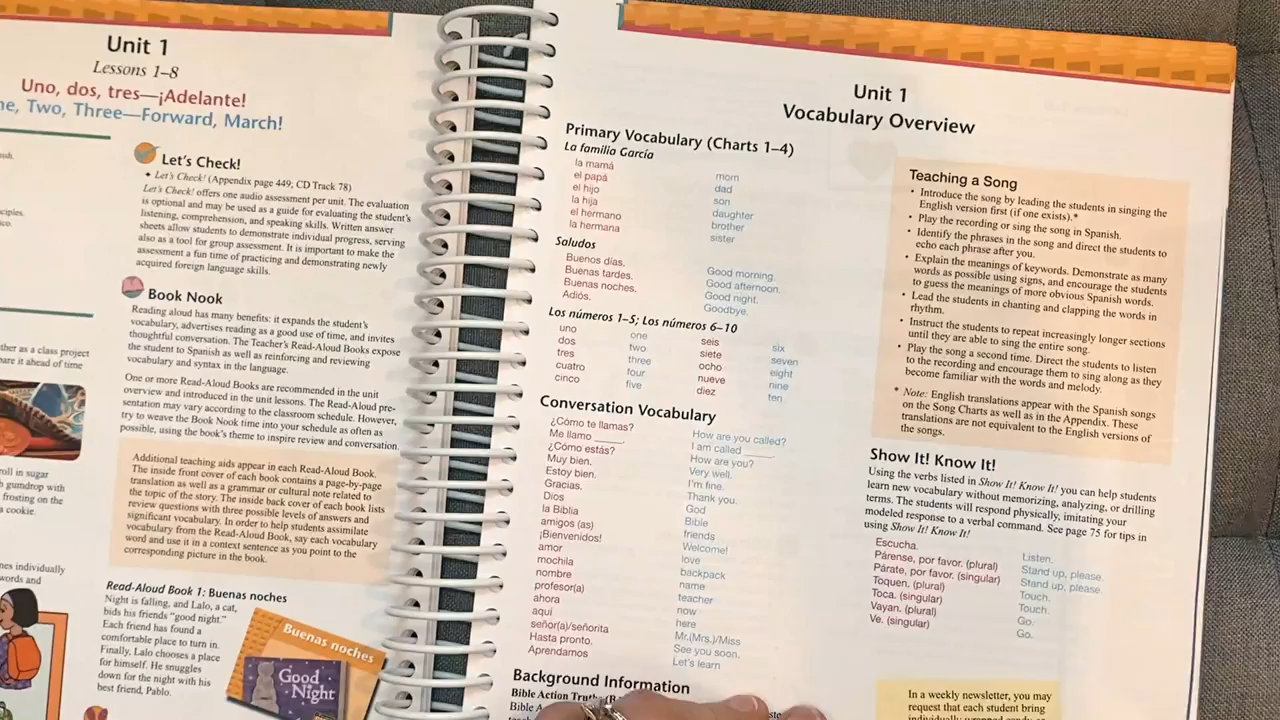 Unit 1
Lessons 1–8
Uno, dos, tres—¡Adelante!
Two, Three—Forward, March!
Let's Check!
✦ Let's Check! (Appendix page 449; CD Track 78)
Let's Check! offers one audio assessment per unit. The evaluation
is optional and may be used as a guide for evaluating the student's
listening, comprehension, and speaking skills. Written answer
sheets allow students to demonstrate individual progress, serving
also as a tool for group assessment. It is important to make the
assessment a fun time of practicing and demonstrating newly
acquired foreign language skills.
Book Nook
Reading aloud has many benefits: it expands the student's
vocabulary, advertises reading as a good use of time, and invites
thoughtful conversation. The Teacher's Read-Aloud Books expose
the student to Spanish as well as reinforcing and reviewing
vocabulary and syntax in the language.
One or more Read-Aloud Books are recommended in the unit
overview and introduced in the unit lessons. The Read-Aloud pre-
sentation may vary according to the classroom schedule. However,
try to weave the Book Nook time into your schedule as often as
possible, using the book's theme to inspire review and conversation.
Additional teaching aids appear in each Read-Aloud Book.
The inside front cover of each book contains a page-by-page
translation as well as a grammar or cultural note related to
the topic of the story. The inside back cover of each book lists
review questions with three possible levels of answers and
significant vocabulary. In order to help students assimilate
vocabulary from the Read-Aloud Book, say each vocabulary
word and use it in a context sentence as you point to the
corresponding picture in the book.
Read-Aloud Book 1: Buenas noches
Night is falling, and Lalo, a cat,
bids his friends "good night."
Each friend has found a
comfortable place to turn in.
Finally, Lalo chooses a place
for himself. He snuggles
down for the night with his
best friend, Pablo.
Buenas noches
Good
Night
ther as a class project
are it ahead of time
roll in sugar
gumdrop with
frosting on the
a cookie.
individually
words and
Unit 1
Vocabulary Overview
Primary Vocabulary (Charts 1–4)
La familia García
la mamá mom
el papá dad
el hijo son
la hija daughter
el hermano brother
la hermana sister
Saludos
Buenos días. Good morning.
Buenas tardes. Good afternoon.
Buenas noches. Good night.
Adiós. Goodbye.
Los números 1–5; Los números 6–10
uno one seis six
dos two siete seven
tres three ocho eight
cuatro four nueve nine
cinco five diez ten
Conversation Vocabulary
¿Cómo te llamas? How are you called?
Me llamo _____. I am called _____.
¿Cómo estás? How are you?
Muy bien. Very well.
Estoy bien. I'm fine.
Gracias. Thank you.
Dios God
la Biblia Bible
amigos (as) friends
¡Bienvenidos! Welcome!
amor love
mochila backpack
nombre name
profesor(a) teacher
ahora now
aquí here
señor(a)/señorita Mr.(Mrs.)/Miss
Hasta pronto. See you soon.
Aprendamos Let's learn
Background Information
Bible Action
Bible
Teaching a Song
• Introduce the song by leading the students in singing the
English version first (if one exists).*
• Play the recording or sing the song in Spanish.
• Identify the phrases in the song and direct the students to
echo each phrase after you.
• Explain the meanings of keywords. Demonstrate as many
words as possible using signs, and encourage the students
to guess the meanings of more obvious Spanish words.
• Lead the students in chanting and clapping the words in
rhythm.
• Instruct the students to repeat increasingly longer sections
until they are able to sing the entire song.
• Play the song a second time. Direct the students to listen
to the recording and encourage them to sing along as they
become familiar with the words and melody.
* Note: English translations appear with the Spanish songs
on the Song Charts as well as in the Appendix. These
translations are not equivalent to the English versions of
the songs.
Show It! Know It!
Using the verbs listed in Show It! Know It! you can help students
learn new vocabulary without memorizing, analyzing, or drilling
terms. The students will respond physically, imitating your
modeled response to a verbal command. See page 75 for tips in
using Show It! Know It!
Escucha. Listen.
Párense, por favor. (plural) Stand up, please.
Párate, por favor. (singular) Stand up, please.
Toquen. (plural) Touch.
Toca. (singular) Touch.
Vayan. (plural) Go.
Ve. (singular) Go.
In a weekly newsletter, you may
request that each student bring